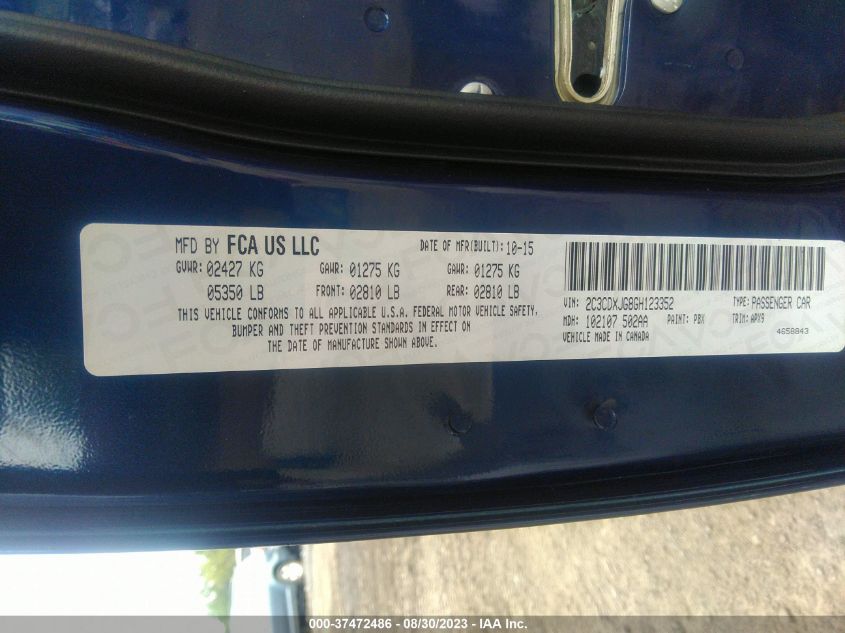 MFD BY FCA US LLC
DATE OF MFR(BUILT): 10-15
GVWR: 02427 KG GAWR: 01275 KG GAWR: 01275 KG
05350 LB FRONT: 02810 LB REAR: 02810 LB
THIS VEHICLE CONFORMS TO ALL APPLICABLE U.S.A. FEDERAL MOTOR VEHICLE SAFETY,
BUMPER AND THEFT PREVENTION STANDARDS IN EFFECT ON
THE DATE OF MANUFACTURE SHOWN ABOVE.
VIN: 2C3CDXJG8GH123352 TYPE: PASSENGER CAR
MDH: 102107 502AA PAINT: PBX TRIM: APX9
VEHICLE MADE IN CANADA 4658843
000-37472486 - 08/30/2023 - IAA Inc.